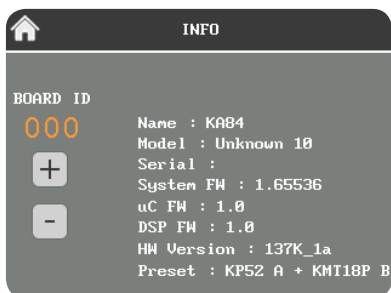 INFO
BOARD ID
000
+
-
Name : KA84
Model : Unknown 10
Serial :
System FW : 1.65536
uC FW : 1.0
DSP FW : 1.0
HW Version : 137K_1a
Preset : KP52 A + KMT18P B